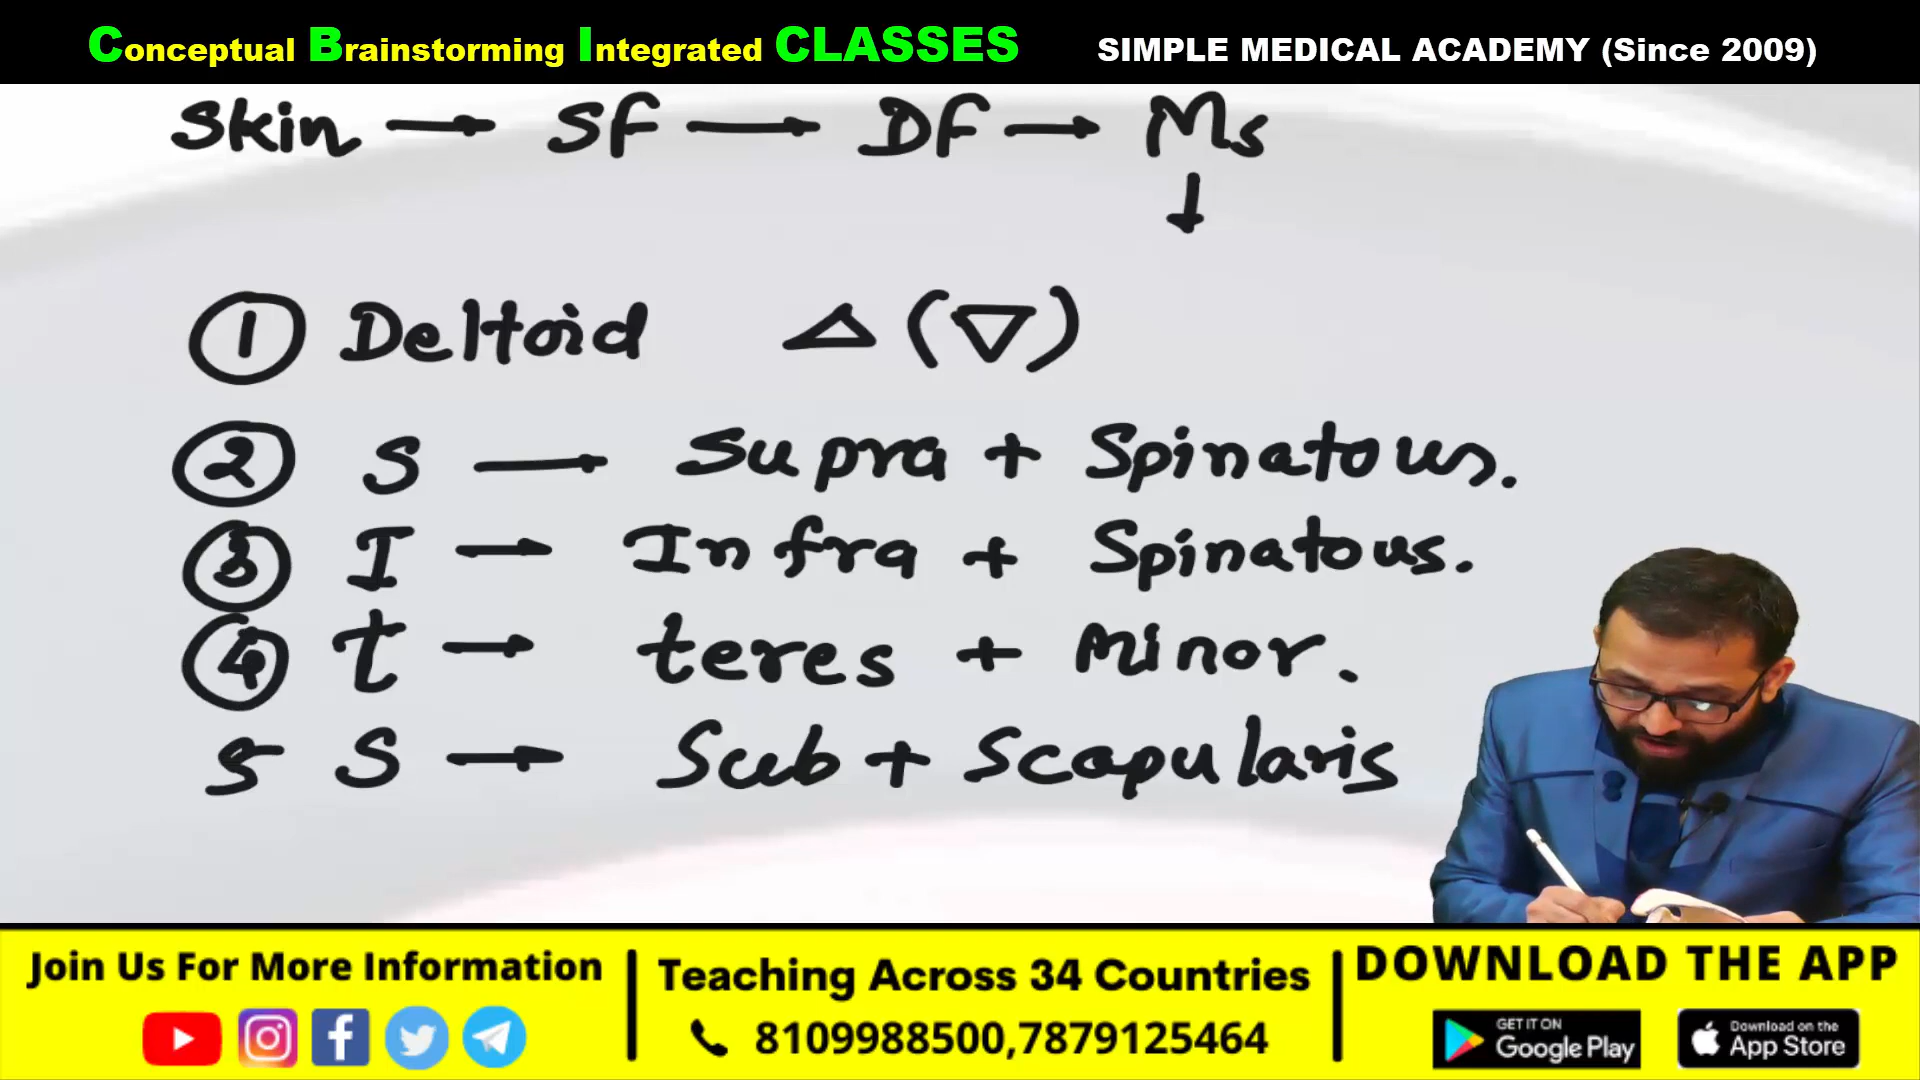 Conceptual Brainstorming Integrated CLASSES SIMPLE MEDICAL ACADEMY (Since 2009)
Skin → SF → DF → Ms
↓
① Deltoid △ (▽)
② S → Supra + Spinatous.
③ I → Infra + Spinatous.
④ t → teres + Minor.
5 S → Sub + Scapularis
Join Us For More Information
Teaching Across 34 Countries
8109988500,7879125464
DOWNLOAD THE APP
GET IT ON
Google Play
Download on the
App Store